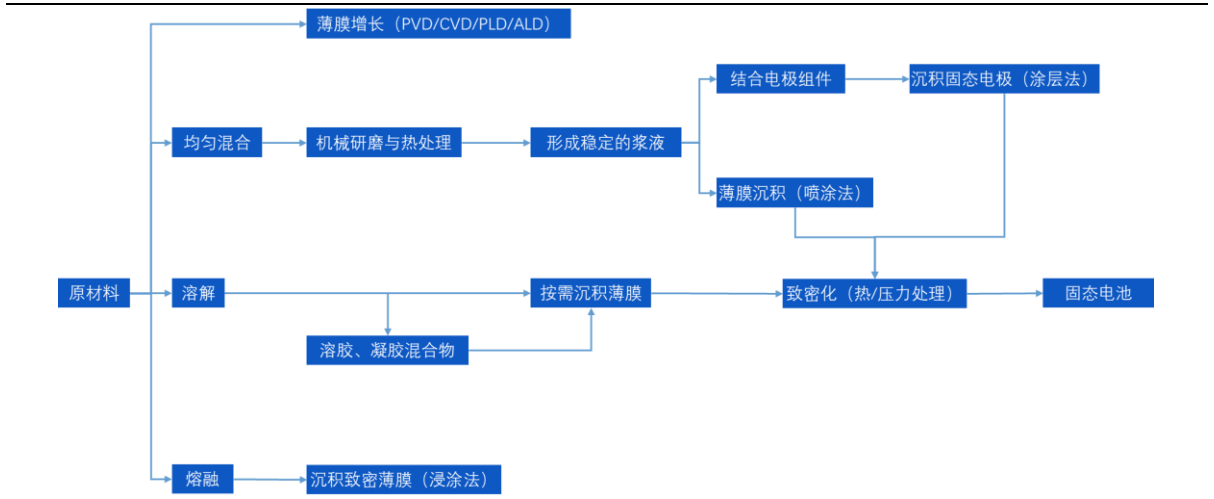 薄膜增长（PVD/CVD/PLD/ALD）
结合电极组件
沉积固态电极（涂层法）
均匀混合
机械研磨与热处理
形成稳定的浆液
薄膜沉积（喷涂法）
原材料
溶解
按需沉积薄膜
致密化（热/压力处理）
固态电池
溶胶、凝胶混合物
熔融
沉积致密薄膜（浸涂法）